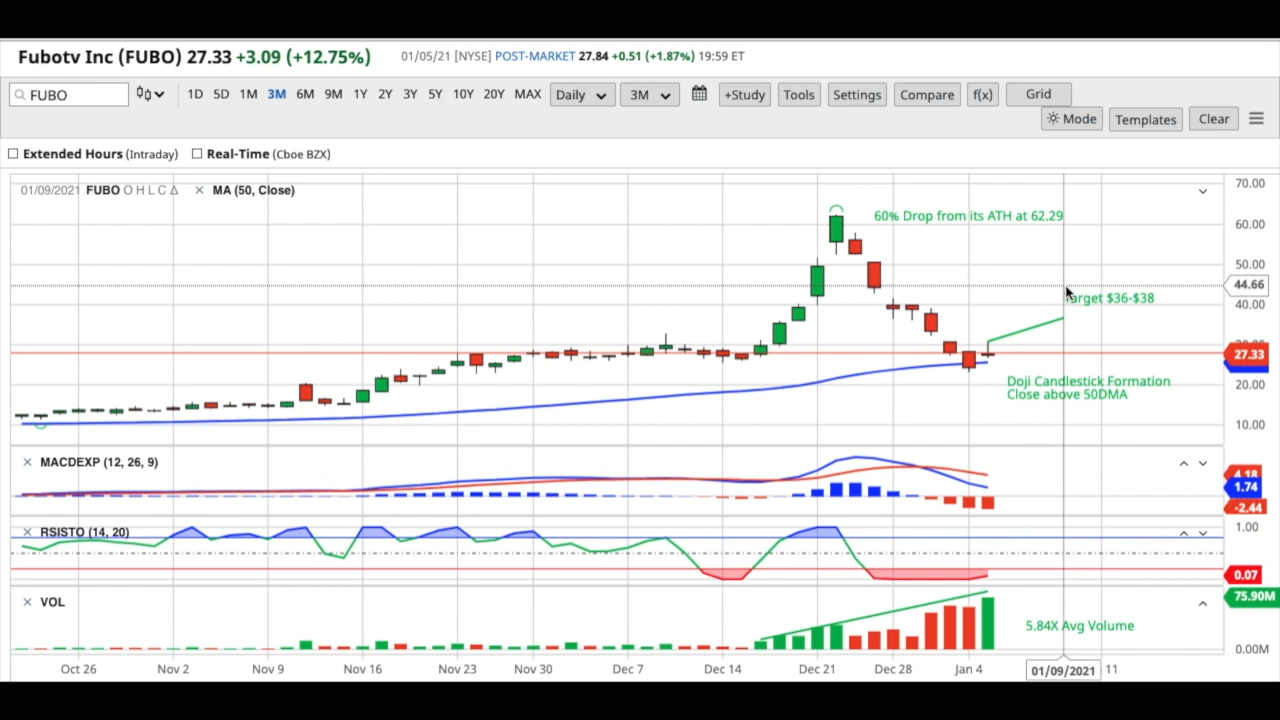 Fubotv Inc (FUBO) 27.33 +3.09 (+12.75%) 01/05/21 [NYSE] POST-MARKET 27.84 +0.51 (+1.87%) 19:59 ET
FUBO 1D 5D 1M 3M 6M 9M 1Y 2Y 3Y 5Y 10Y 20Y MAX Daily 3M +Study Tools Settings Compare f(x) Grid
Mode Templates Clear
Extended Hours (Intraday) Real-Time (Cboe BZX)
01/09/2021 FUBO O H L C Δ MA (50, Close)
70.00
60% Drop from its ATH at 62.29
60.00
50.00
44.66
arget $36-$38
40.00
27.33
Doji Candlestick Formation
20.00
Close above 50DMA
10.00
MACDEXP (12, 26, 9)
4.18
1.74
-2.44
RSISTO (14, 20)
1.00
0.07
VOL
75.90M
5.84X Avg Volume
0.00M
Oct 26 Nov 2 Nov 9 Nov 16 Nov 23 Nov 30 Dec 7 Dec 14 Dec 21 Dec 28 Jan 4 01/09/2021 11